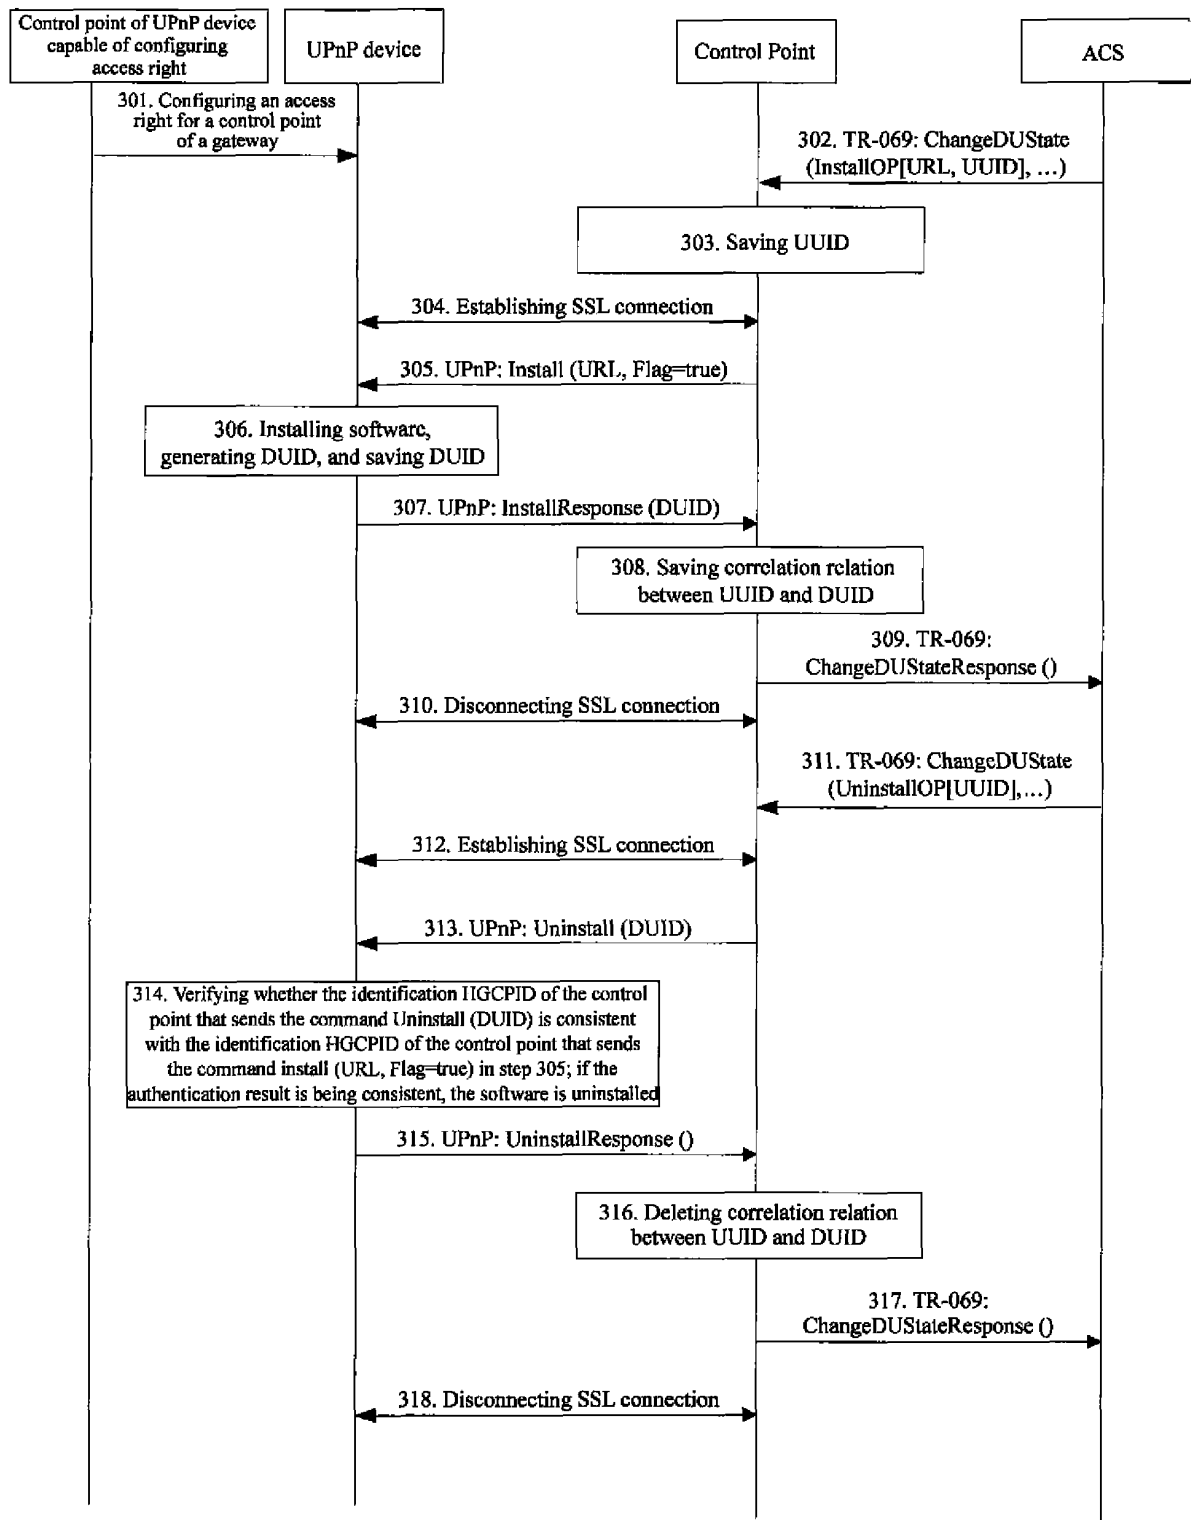 Control point of UPnP device
capable of configuring
access right
UPnP device
Control Point
ACS
301. Configuring an access
right for a control point
of a gateway
302. TR-069: ChangeDUState
(InstallOP[URL, UUID], ...)
303. Saving UUID
304. Establishing SSL connection
305. UPnP: Install (URL, Flag=true)
306. Installing software,
generating DUID, and saving DUID
307. UPnP: InstallResponse (DUID)
308. Saving correlation relation
between UUID and DUID
309. TR-069:
ChangeDUStateResponse ()
310. Disconnecting SSL connection
311. TR-069: ChangeDUState
(UninstallOP[UUID],...)
312. Establishing SSL connection
313. UPnP: Uninstall (DUID)
314. Verifying whether the identification HGCPID of the control
point that sends the command Uninstall (DUID) is consistent
with the identification HGCPID of the control point that sends
the command install (URL, Flag=true) in step 305; if the
authentication result is being consistent, the software is uninstalled
315. UPnP: UninstallResponse ()
316. Deleting correlation relation
between UUID and DUID
317. TR-069:
ChangeDUStateResponse ()
318. Disconnecting SSL connection